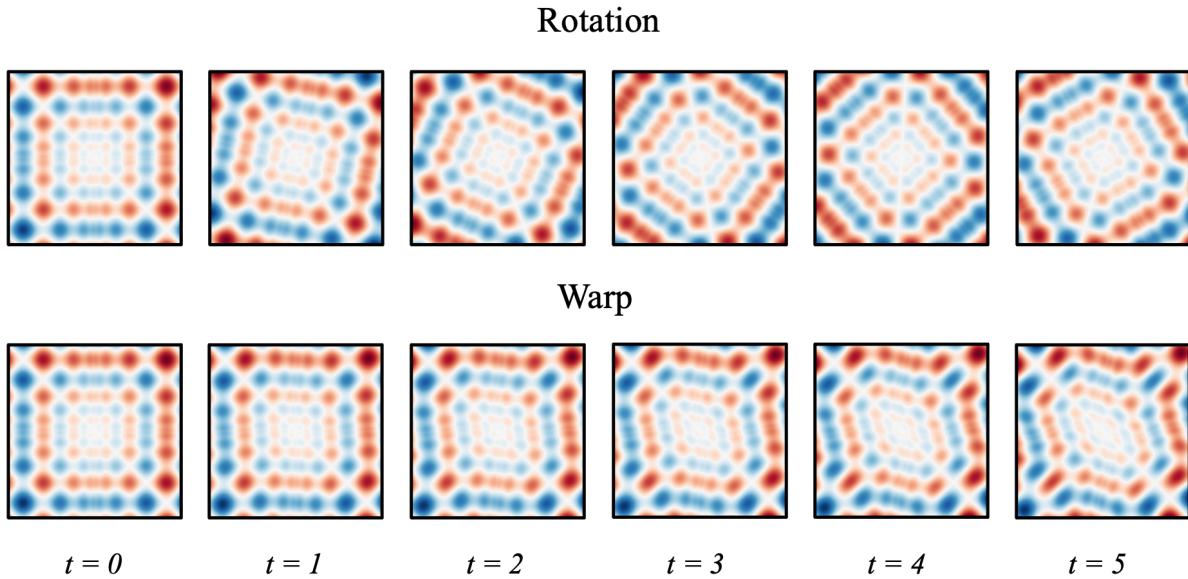 Rotation
Warp
t = 0 t = 1 t = 2 t = 3 t = 4 t = 5